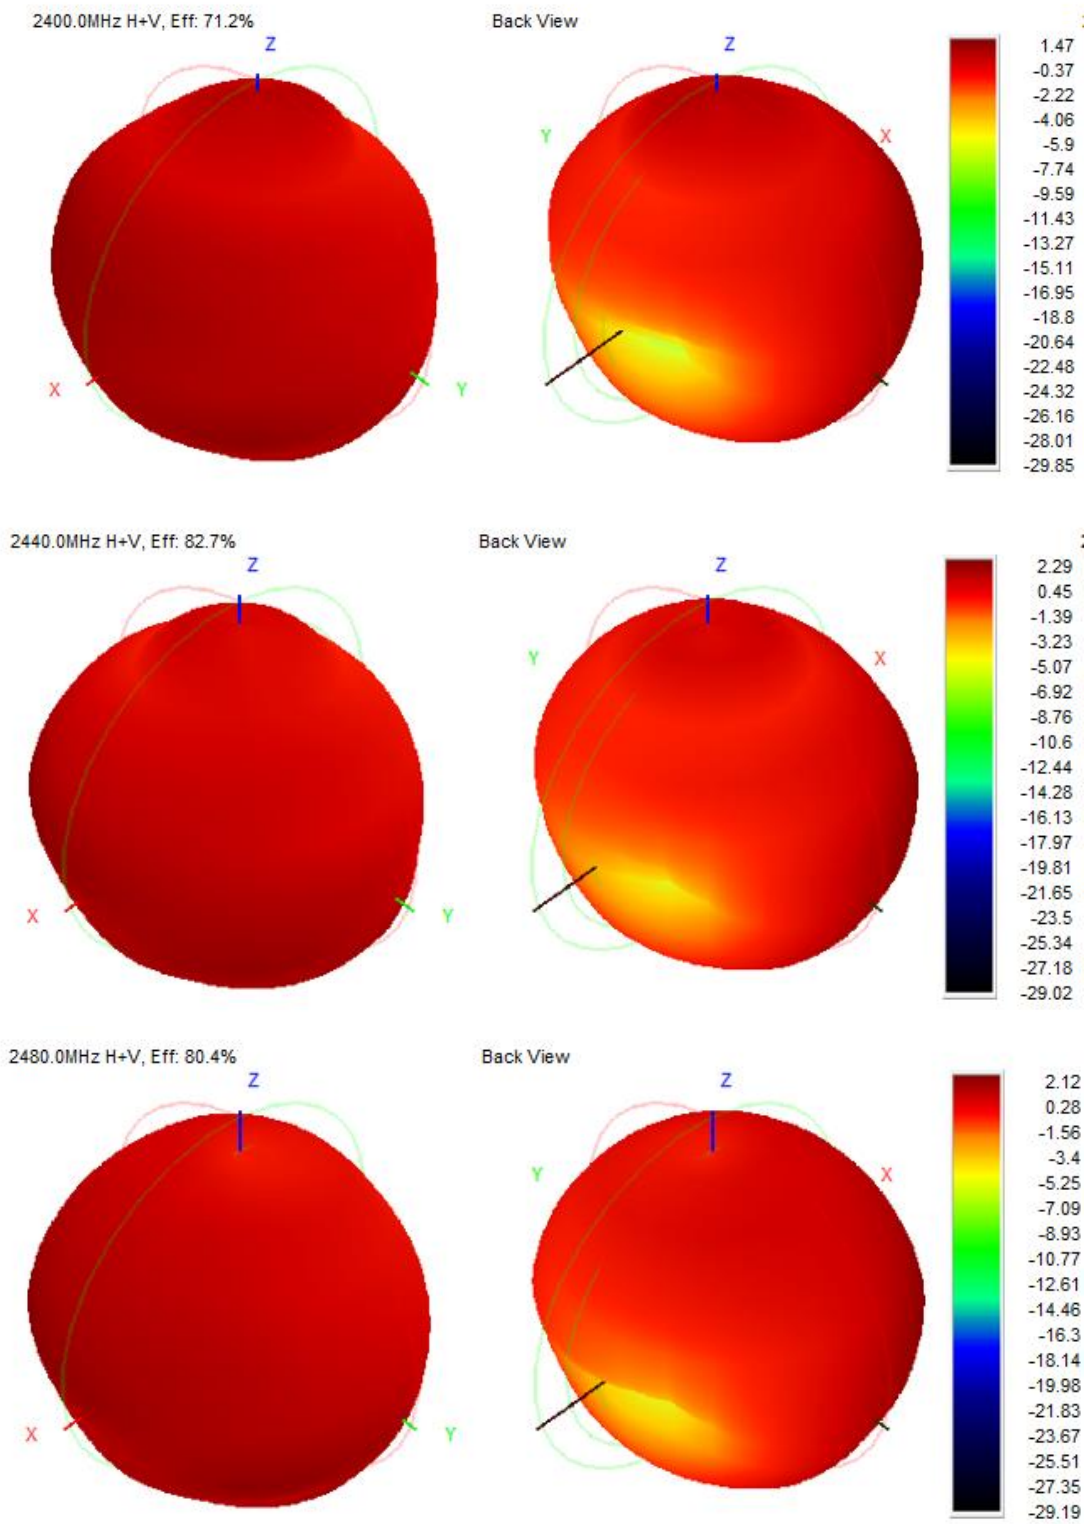 2400.0MHz H+V, Eff: 71.2%
Back View
Z
Z
Y
X
X
Y
1.47
-0.37
-2.22
-4.06
-5.9
-7.74
-9.59
-11.43
-13.27
-15.11
-16.95
-18.8
-20.64
-22.48
-24.32
-26.16
-28.01
-29.85
2440.0MHz H+V, Eff: 82.7%
Back View
Z
Z
Y
X
X
Y
2.29
0.45
-1.39
-3.23
-5.07
-6.92
-8.76
-10.6
-12.44
-14.28
-16.13
-17.97
-19.81
-21.65
-23.5
-25.34
-27.18
-29.02
2480.0MHz H+V, Eff: 80.4%
Back View
Z
Z
Y
X
X
Y
2.12
0.28
-1.56
-3.4
-5.25
-7.09
-8.93
-10.77
-12.61
-14.46
-16.3
-18.14
-19.98
-21.83
-23.67
-25.51
-27.35
-29.19